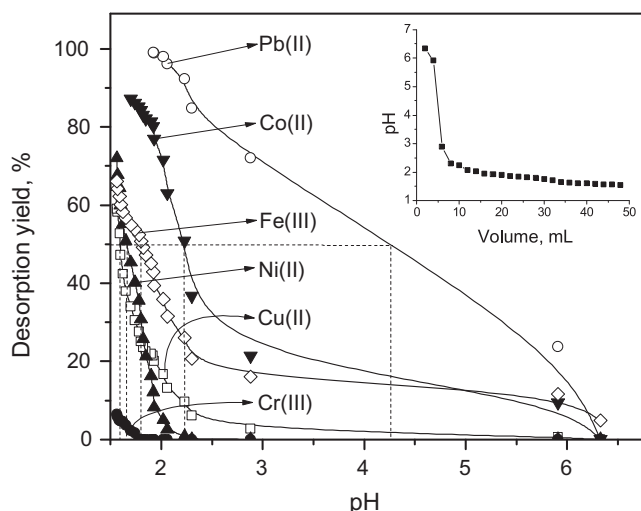 Desorption yield, %
100
80
60
40
20
0
Pb(II)
Co(II)
Fe(III)
Ni(II)
Cu(II)
Cr(III)
2
3
4
5
6
pH
pH
7
6
5
4
3
2
1
0
10
20
30
40
50
Volume, mL